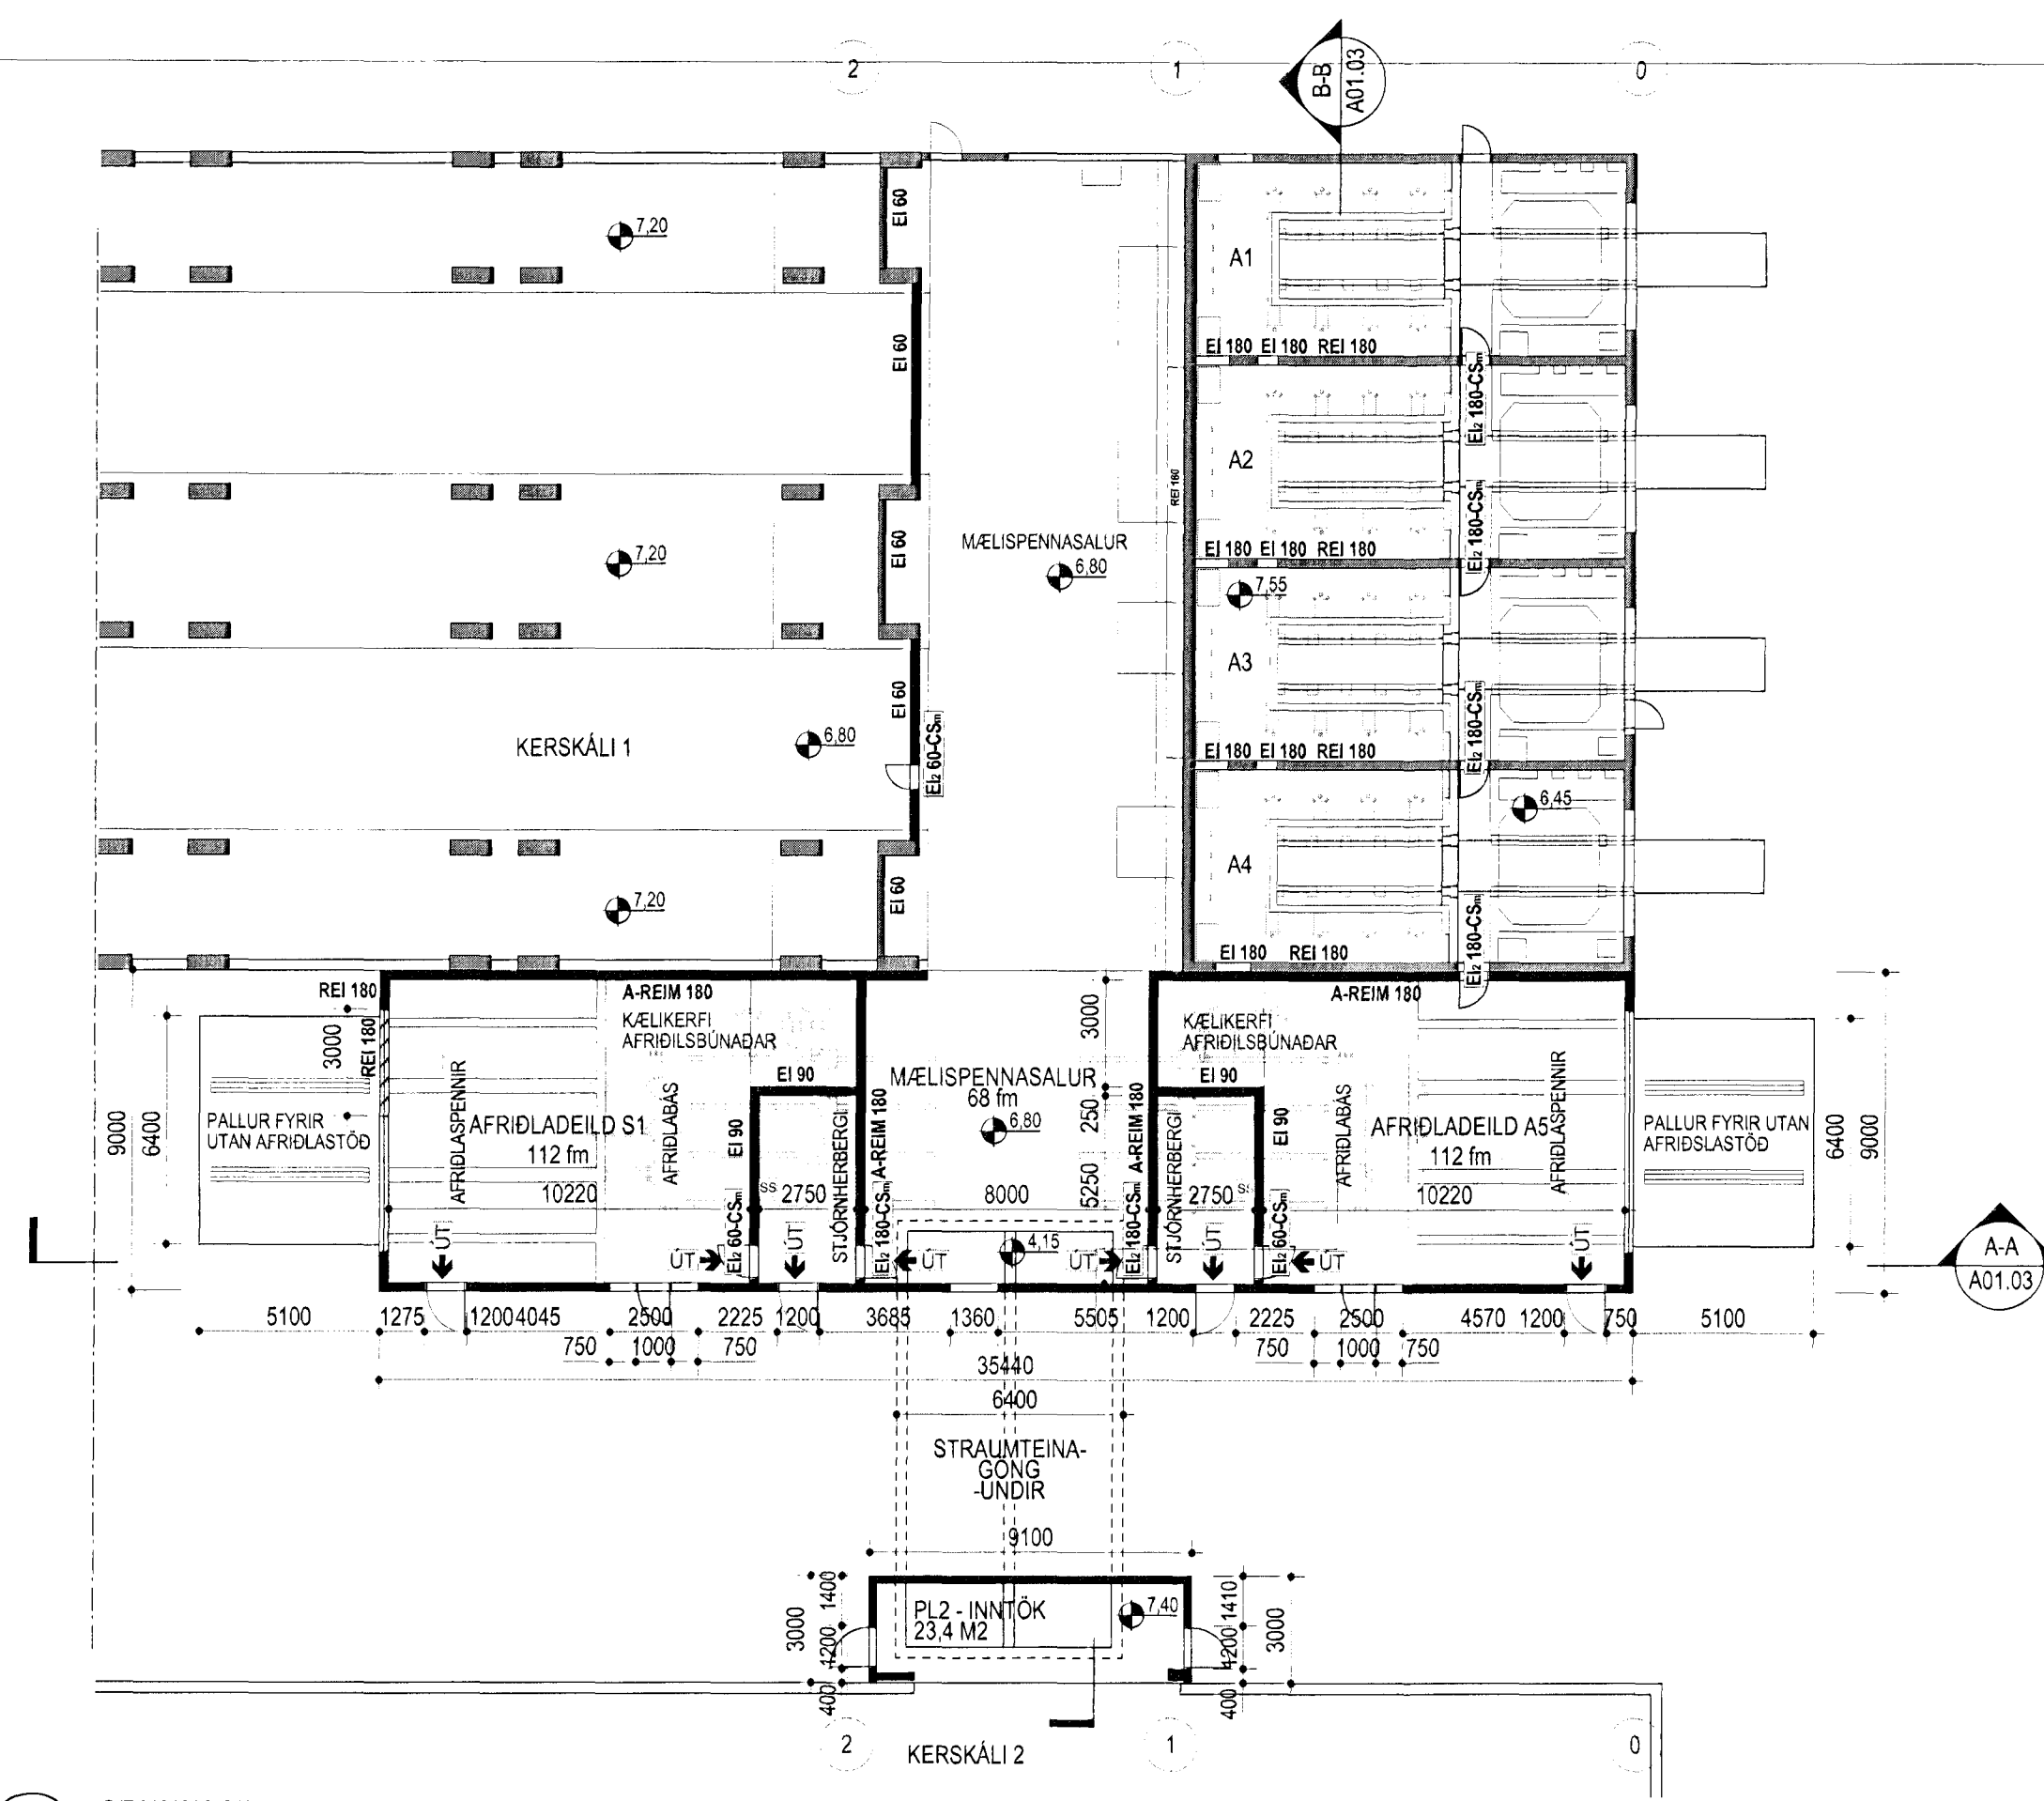 2
1
B-B
A01.03
0
7,20
EI 60
A1
EI 60
EI 180 EI 180 REI 180
EI₂ 180-CSm
A2
REI 180
EI 60
MÆLISPENNASALUR
6,80
7,20
EI 180 EI 180 REI 180
EI₂ 180-CSm
7,55
A3
EI 60
EI₂ 60-CSm
KERSKÁLI 1
6,80
EI 180 EI 180 REI 180
EI₂ 180-CSm
6,45
A4
EI 60
7,20
EI 180 REI 180
EI₂ 180-CSm
REI 180
A-REIM 180
A-REIM 180
KÆLIKERFI
AFRIÐILSBÚNAÐAR
KÆLIKERFI
AFRIÐILSBÚNAÐAR
3000
REI 180
3000
EI 90
EI 90
MÆLISPENNASALUR
68 fm
6,80
9000
6400
PALLUR FYRIR
UTAN AFRIÐLASTÖÐ
AFRIÐLASPENNIR
AFRIÐLADEILD S1
112 fm
10220
AFRIÐLABÁS
EI 90
SS
2750
STJÓRNHERBERGI
A-REIM 180
EI₂ 180-CSm
EI₂ 60-CSm
8000
250
5250
A-REIM 180
EI₂ 180-CSm
STJÓRNHERBERGI
2750
SS
EI 90
EI₂ 60-CSm
AFRIÐLABÁS
AFRIÐLADEILD A5
112 fm
10220
AFRIÐLASPENNIR
PALLUR FYRIR UTAN
AFRIÐSLASTÖÐ
6400
9000
ÚT
ÚT
ÚT
ÚT
4,15
ÚT
ÚT
ÚT
ÚT
A-A
A01.03
5100
1275
1200
4045
2500
2225
1200
3685
1360
5505
1200
2225
2500
4570
1200
750
5100
750
1000
750
750
1000
750
35440
6400
STRAUMTEINA-
GÖNG
-UNDIR
9100
3000
1400
1200
400
PL2 - INNTÖK
23,4 M2
7,40
1410
1200
400
3000
2
KERSKÁLI 2
1
0